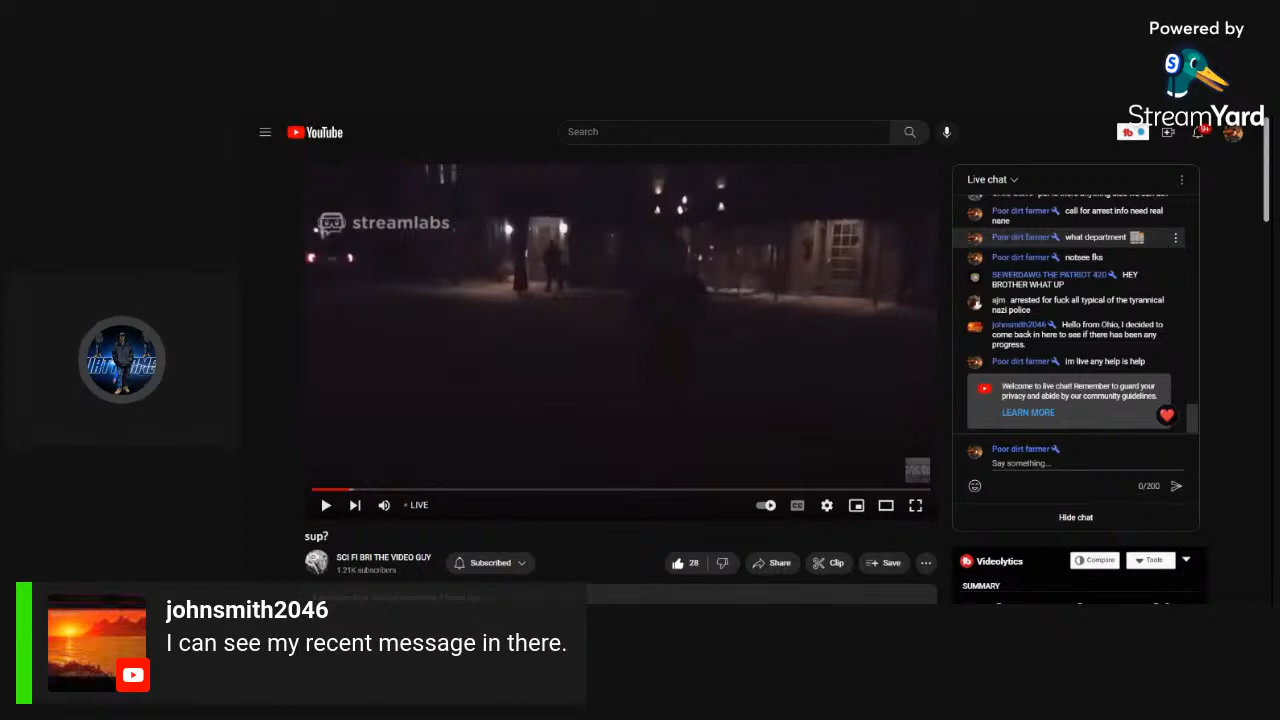 Powered by
StreamYard
YouTube
Search
9+
streamlabs
Live chat
Poor dirt farmer call for arrest info need real
nane
Poor dirt farmer what department
Poor dirt farmer notsee fks
SEWERDAWG THE PATRIOT 420 HEY
BROTHER WHAT UP
ajm arrested for fuck all typical of the tyrannical
nazi police
johnsmith2046 Hello from Ohio, I decided to
come back in here to see if there has been any
progress.
Poor dirt farmer im live any help is help
Welcome to live chat! Remember to guard your
privacy and abide by our community guidelines.
LEARN MORE
Poor dirt farmer
Say something...
0/200
Hide chat
LIVE
sup?
SCI FI BRI THE VIDEO GUY
1.21K subscribers
Subscribed
28
Share
Clip
Save
Videolytics
Compare
Tools
SUMMARY
johnsmith2046
I can see my recent message in there.